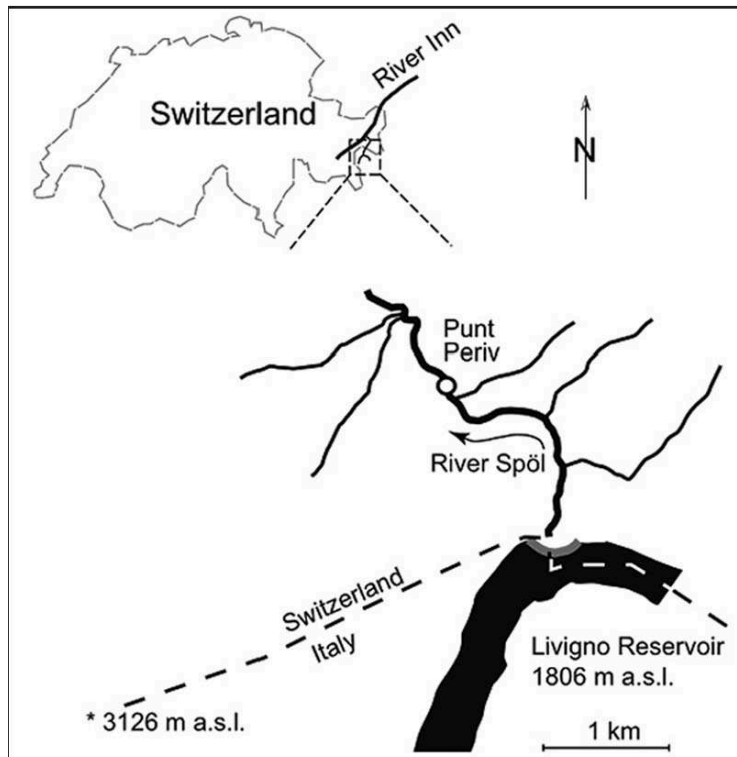 River Inn
Switzerland
N
Punt
Periv
River Spöl
Switzerland
Italy
Livigno Reservoir
1806 m a.s.l.
* 3126 m a.s.l.
1 km